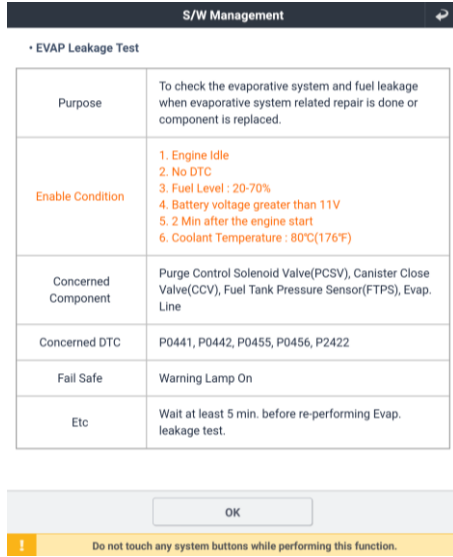 S/W Management
• EVAP Leakage Test
Purpose
To check the evaporative system and fuel leakage
when evaporative system related repair is done or
component is replaced.
Enable Condition
1. Engine Idle
2. No DTC
3. Fuel Level : 20-70%
4. Battery voltage greater than 11V
5. 2 Min after the engine start
6. Coolant Temperature : 80℃(176℉)
Concerned
Component
Purge Control Solenoid Valve(PCSV), Canister Close
Valve(CCV), Fuel Tank Pressure Sensor(FTPS), Evap.
Line
Concerned DTC
P0441, P0442, P0455, P0456, P2422
Fail Safe
Warning Lamp On
Etc
Wait at least 5 min. before re-performing Evap.
leakage test.
OK
! Do not touch any system buttons while performing this function.